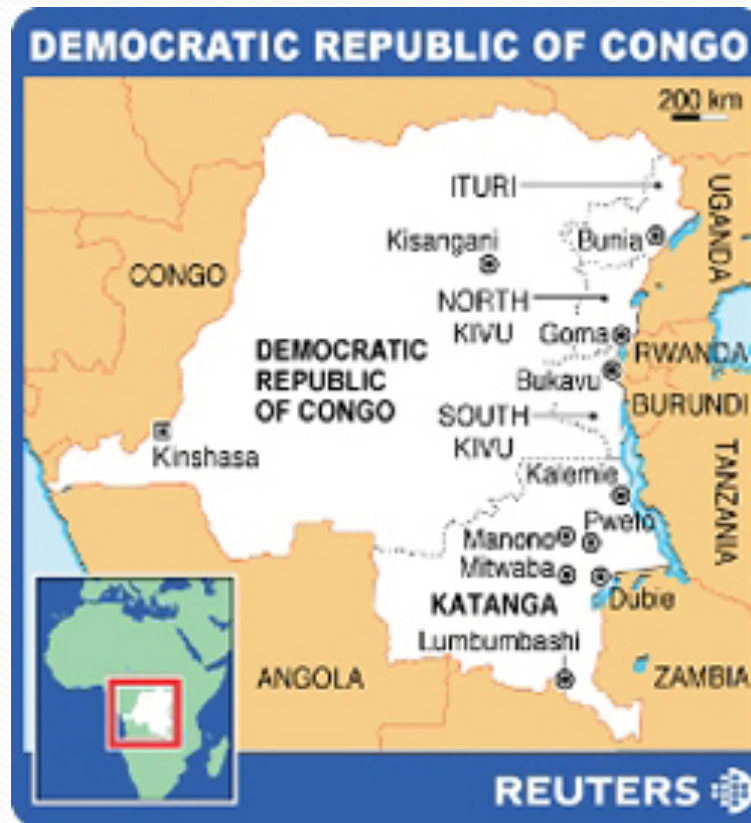 DEMOCRATIC REPUBLIC OF CONGO
200 km
ITURI
UGANDA
Kisangani
Bunia
CONGO
NORTH
KIVU
Goma
RWANDA
DEMOCRATIC
REPUBLIC
OF CONGO
Bukavu
BURUNDI
SOUTH
KIVU
Kinshasa
Kalemie
TANZANIA
Pweto
Manono
Mitwaba
Dubie
KATANGA
Lumbumbashi
ANGOLA
ZAMBIA
REUTERS